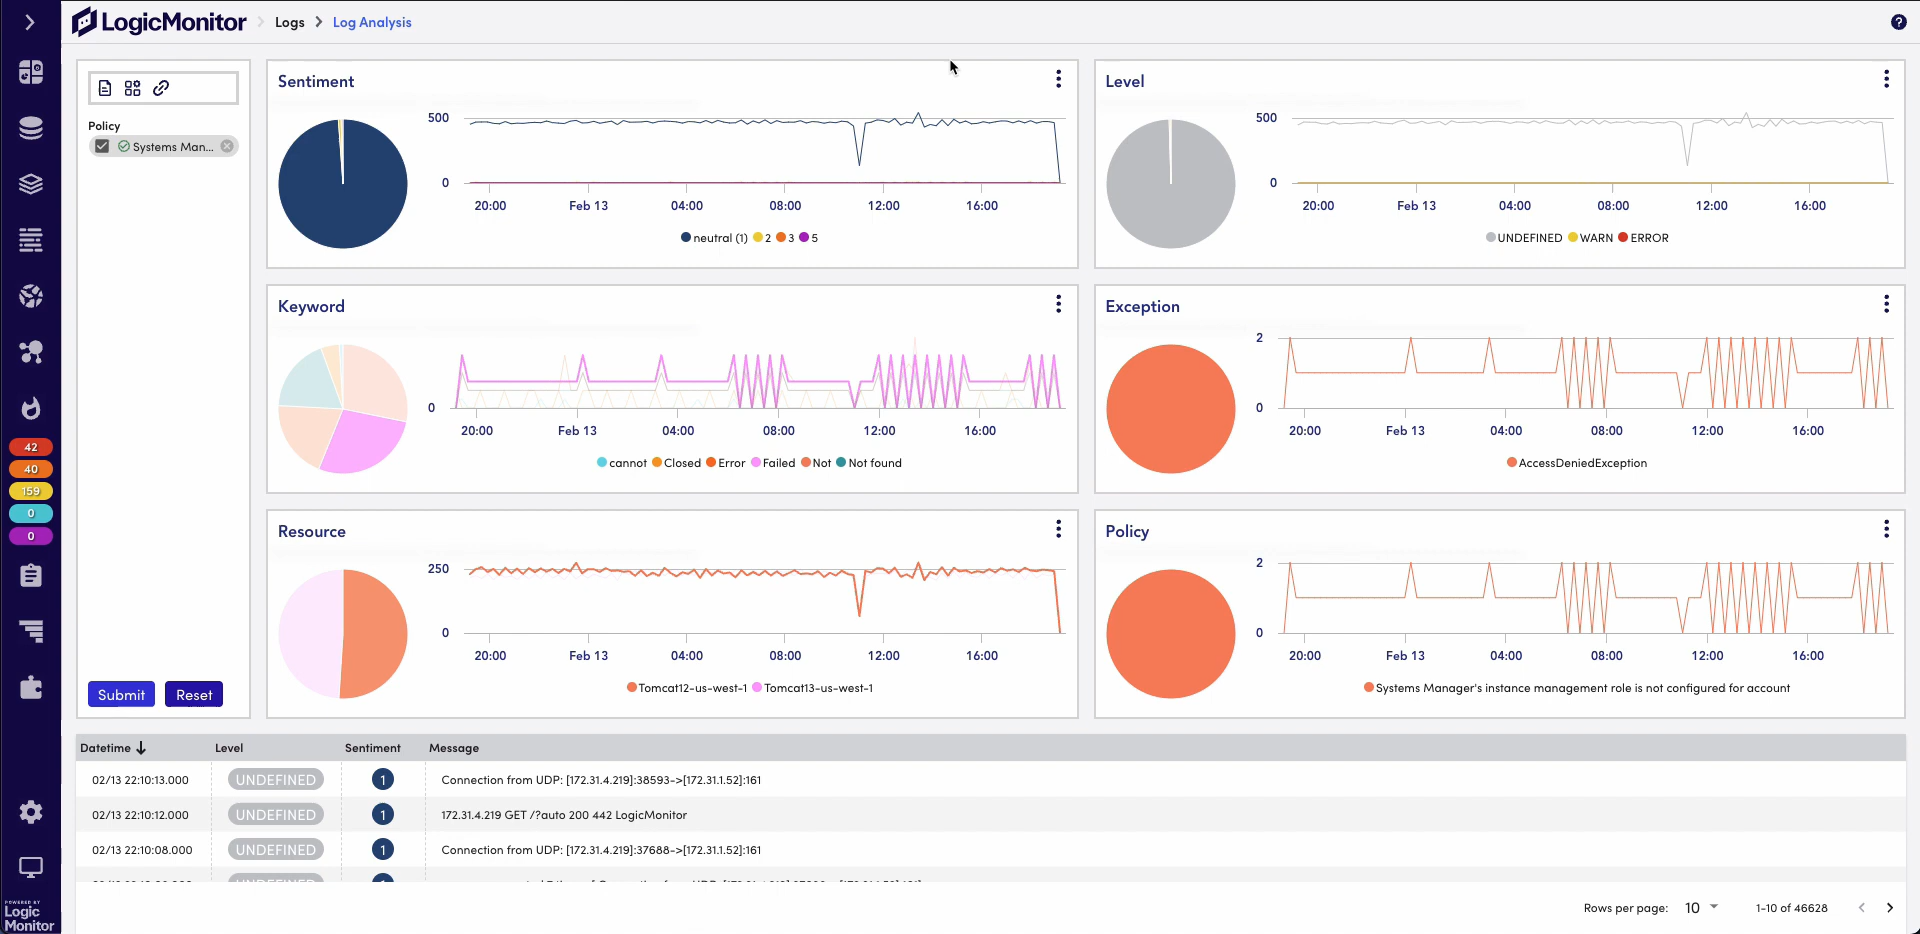 LogicMonitor Logs Log Analysis
Policy
Systems Man...
Submit Reset
42
40
159
0
0
POWERED BY
Logic
Monitor
Sentiment
500
0
20:00 Feb 13 04:00 08:00 12:00 16:00
neutral (1) 2 3 5
Level
500
0
20:00 Feb 13 04:00 08:00 12:00 16:00
UNDEFINED WARN ERROR
Keyword
0
20:00 Feb 13 04:00 08:00 12:00 16:00
cannot Closed Error Failed Not Not found
Exception
2
0
20:00 Feb 13 04:00 08:00 12:00 16:00
AccessDeniedException
Resource
250
0
20:00 Feb 13 04:00 08:00 12:00 16:00
Tomcat12-us-west-1 Tomcat13-us-west-1
Policy
2
0
20:00 Feb 13 04:00 08:00 12:00 16:00
Systems Manager's instance management role is not configured for account
Datetime Level Sentiment Message
02/13 22:10:13.000 UNDEFINED 1 Connection from UDP: [172.31.4.219]:38593->[172.31.1.52]:161
02/13 22:10:12.000 UNDEFINED 1 172.31.4.219 GET /?auto 200 442 LogicMonitor
02/13 22:10:08.000 UNDEFINED 1 Connection from UDP: [172.31.4.219]:37688->[172.31.1.52]:161
Rows per page: 10 1-10 of 46628